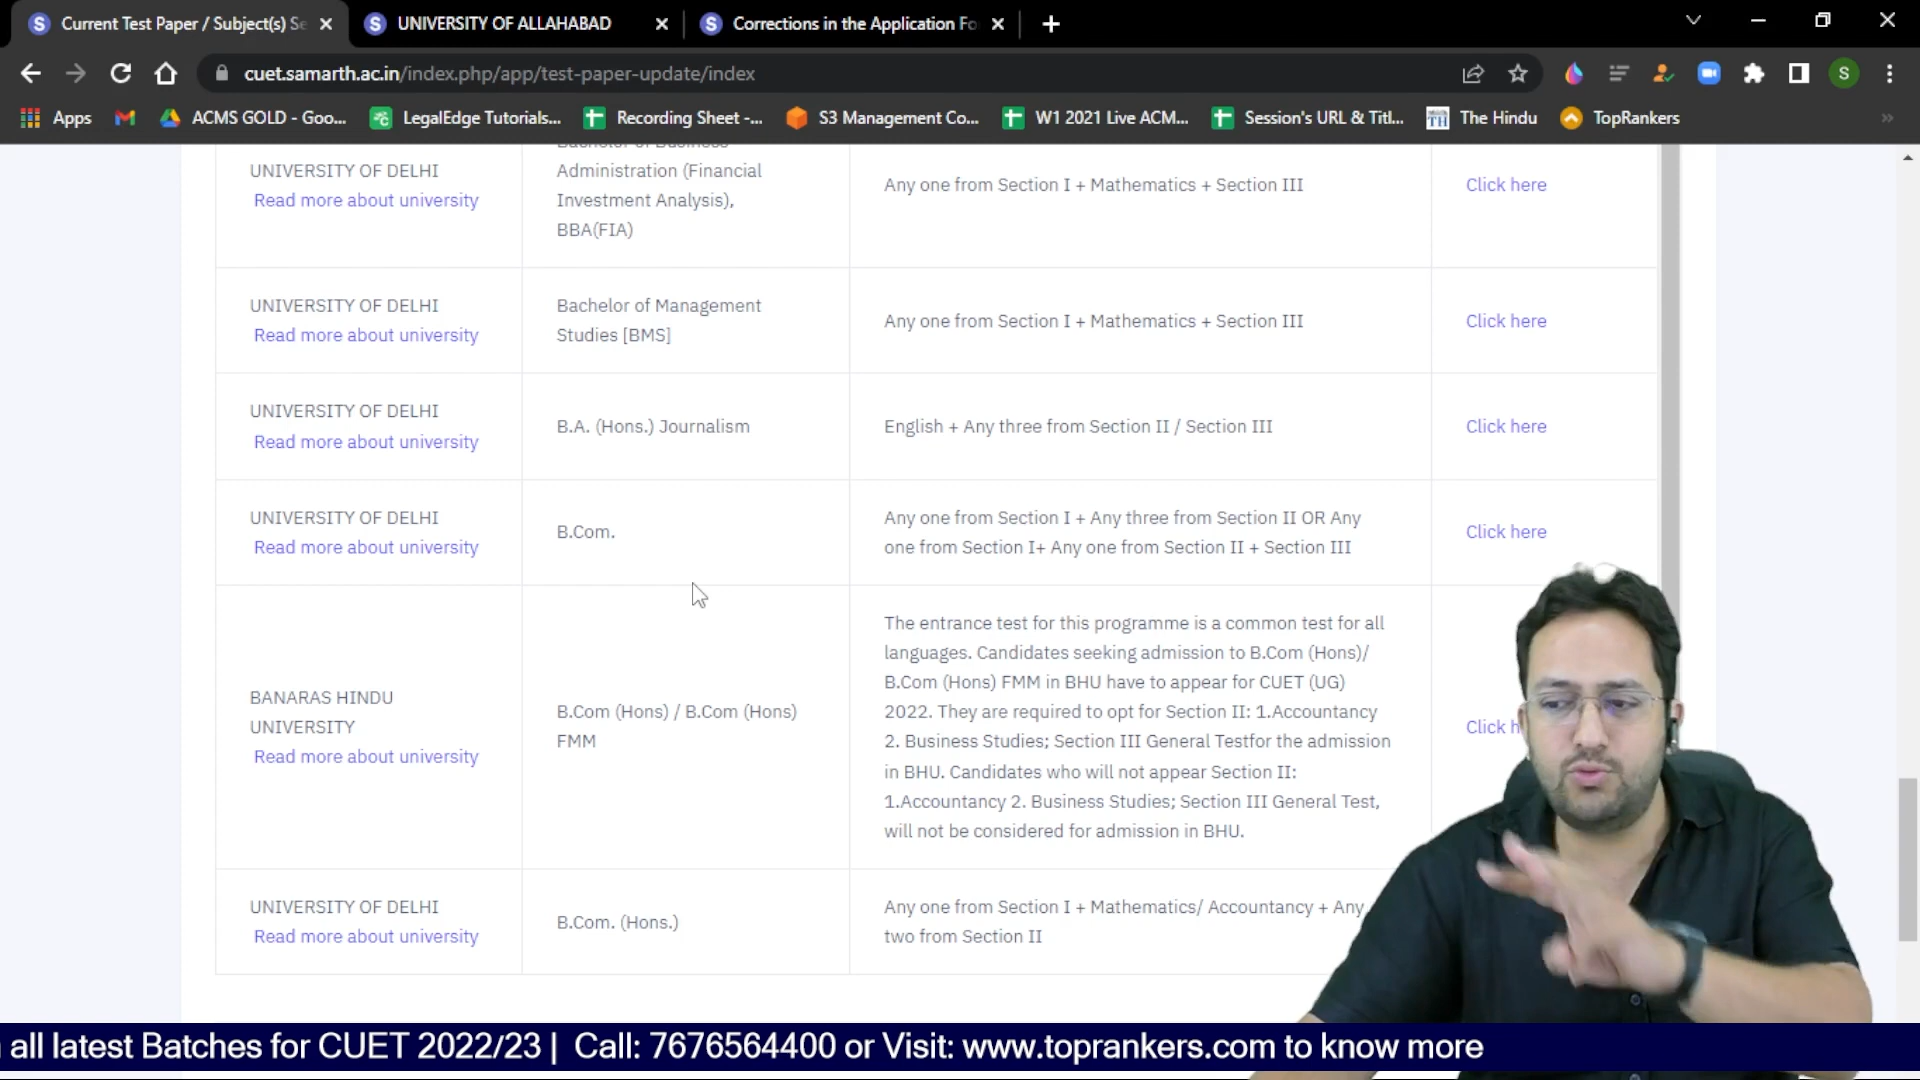 Current Test Paper / Subject(s) Se
UNIVERSITY OF ALLAHABAD
Corrections in the Application Fo
cuet.samarth.ac.in/index.php/app/test-paper-update/index
S
Apps
ACMS GOLD - Goo...
LegalEdge Tutorials...
Recording Sheet -...
S3 Management Co...
W1 2021 Live ACM...
Session's URL & Titl...
The Hindu
TopRankers
UNIVERSITY OF DELHI
Read more about university
Bachelor of Business
Administration (Financial
Investment Analysis),
BBA(FIA)
Any one from Section I + Mathematics + Section III
Click here
UNIVERSITY OF DELHI
Read more about university
Bachelor of Management
Studies [BMS]
Any one from Section I + Mathematics + Section III
Click here
UNIVERSITY OF DELHI
Read more about university
B.A. (Hons.) Journalism
English + Any three from Section II / Section III
Click here
UNIVERSITY OF DELHI
Read more about university
B.Com.
Any one from Section I + Any three from Section II OR Any
one from Section I+ Any one from Section II + Section III
Click here
BANARAS HINDU
UNIVERSITY
Read more about university
B.Com (Hons) / B.Com (Hons)
FMM
The entrance test for this programme is a common test for all
languages. Candidates seeking admission to B.Com (Hons)/
B.Com (Hons) FMM in BHU have to appear for CUET (UG)
2022. They are required to opt for Section II: 1.Accountancy
2. Business Studies; Section III General Testfor the admission
in BHU. Candidates who will not appear Section II:
1.Accountancy 2. Business Studies; Section III General Test,
will not be considered for admission in BHU.
Click h
UNIVERSITY OF DELHI
Read more about university
B.Com. (Hons.)
Any one from Section I + Mathematics/ Accountancy + Any
two from Section II
all latest Batches for CUET 2022/23 | Call: 7676564400 or Visit: www.toprankers.com to know more